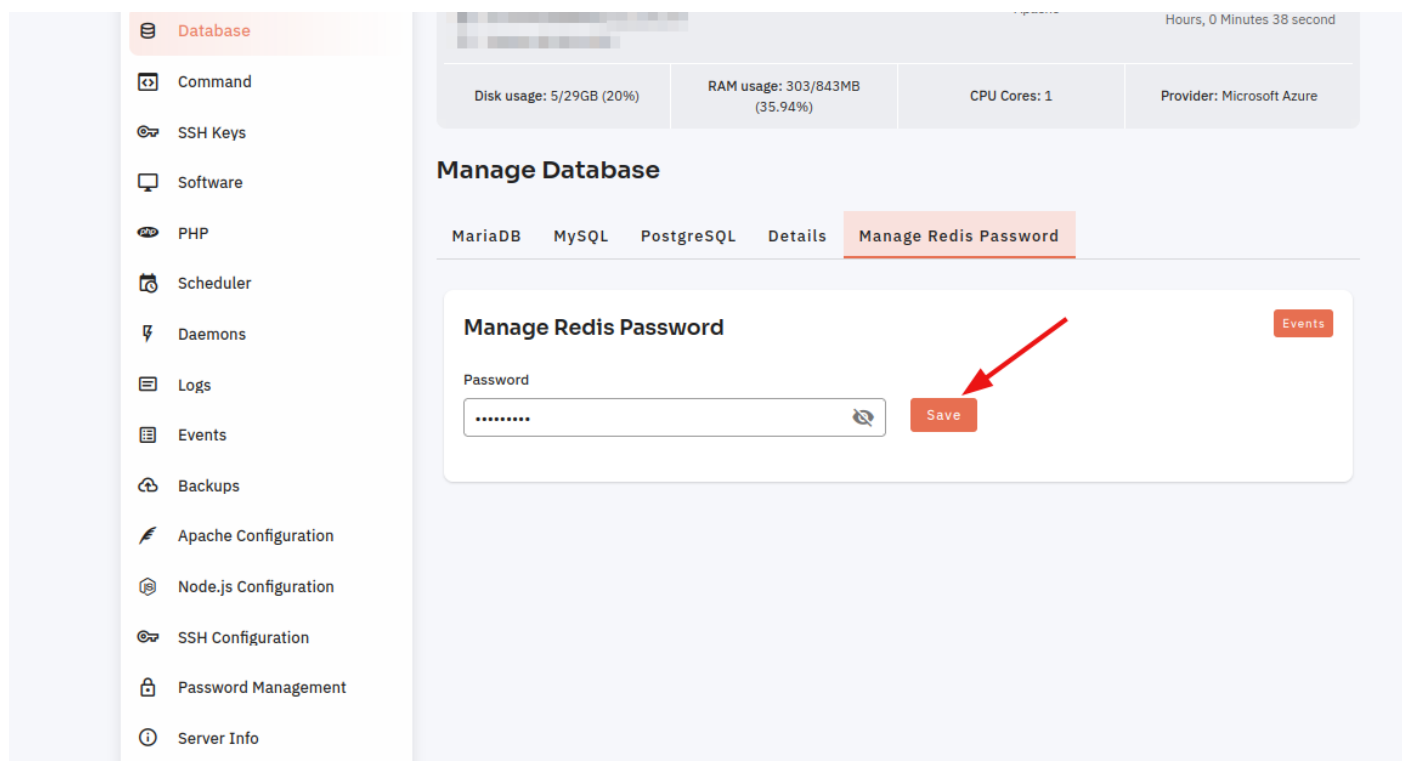 Database
Command
SSH Keys
Software
PHP
Scheduler
Daemons
Logs
Events
Backups
Apache Configuration
Node.js Configuration
SSH Configuration
Password Management
Server Info
Hours, 0 Minutes 38 second
Disk usage: 5/29GB (20%)
RAM usage: 303/843MB
(35.94%)
CPU Cores: 1
Provider: Microsoft Azure
Manage Database
MariaDB MySQL PostgreSQL Details Manage Redis Password
Manage Redis Password
Events
Password
Save